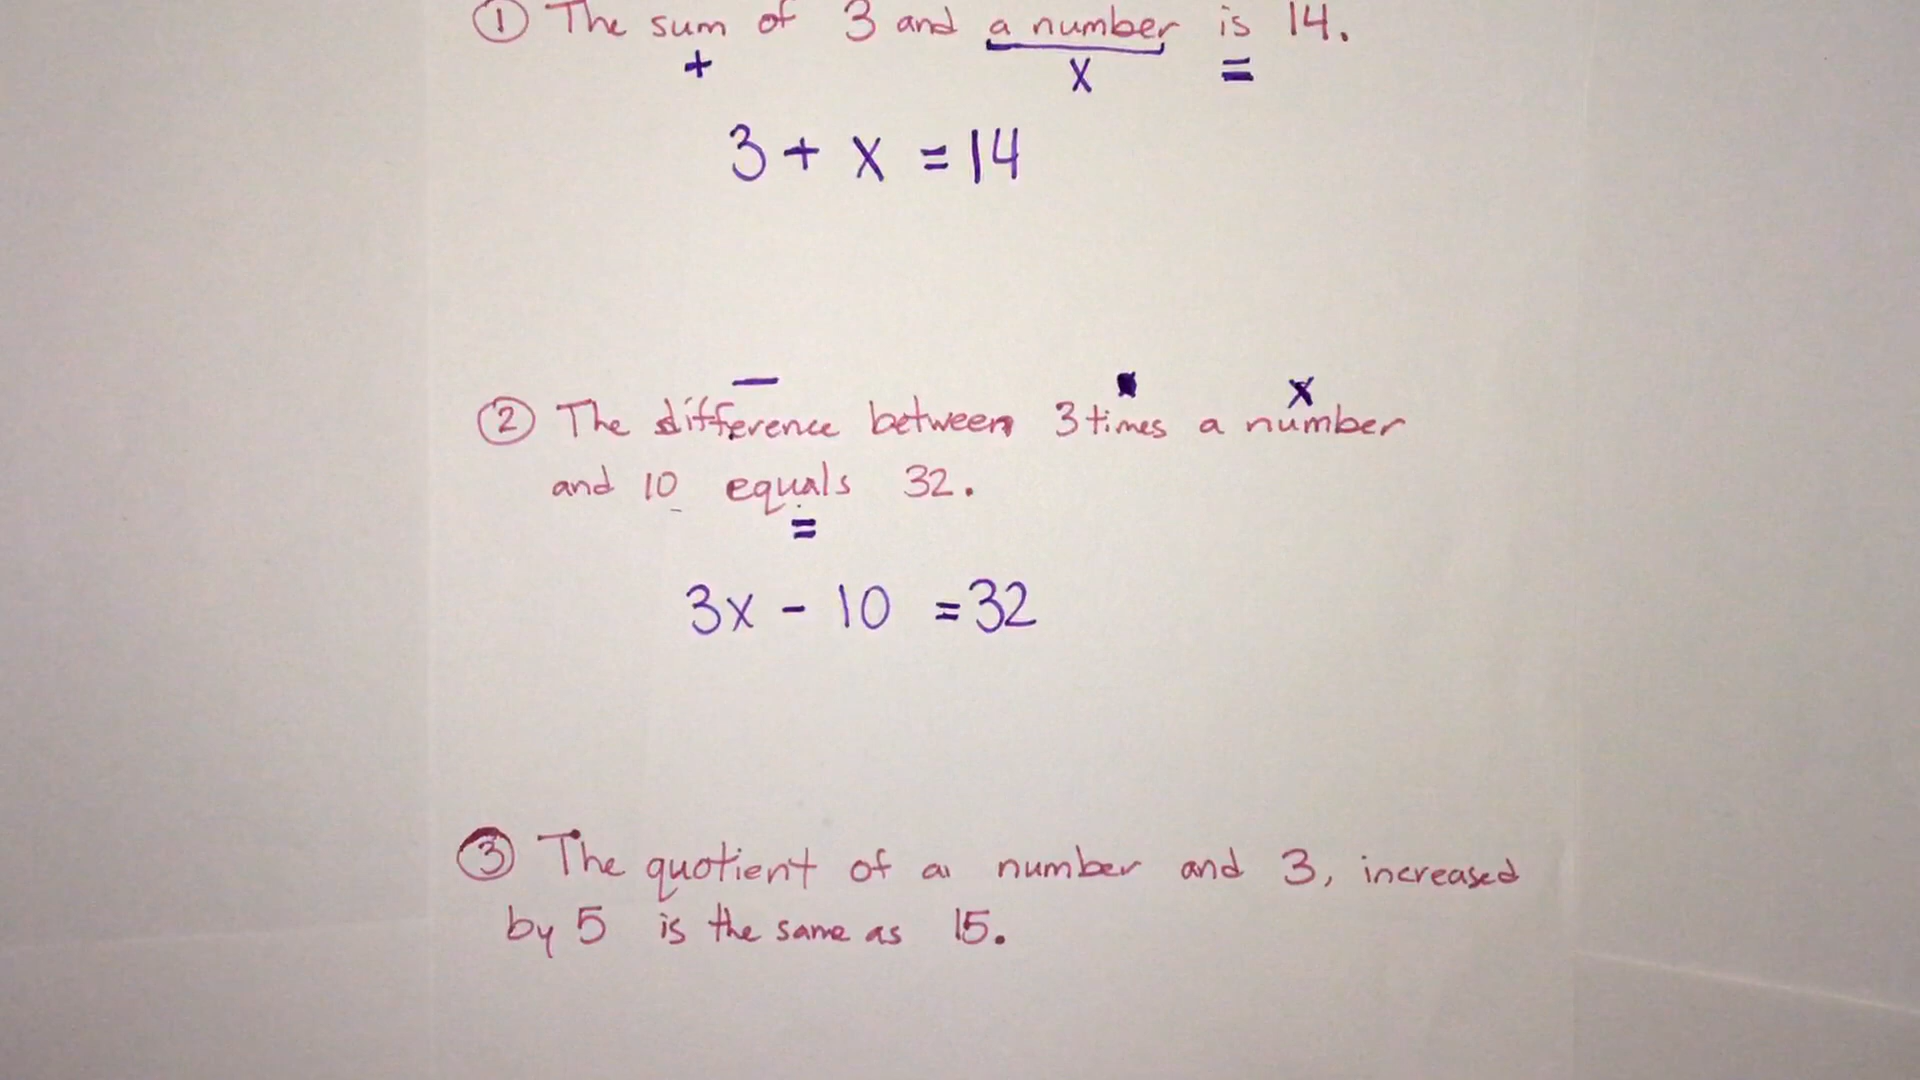 ① The sum of 3 and a number is 14.
+ x =
3 + x = 14
— • x
② The difference between 3 times a number
and 10 equals 32.
=
3x - 10 = 32
③ The quotient of a number and 3, increased
by 5 is the same as 15.